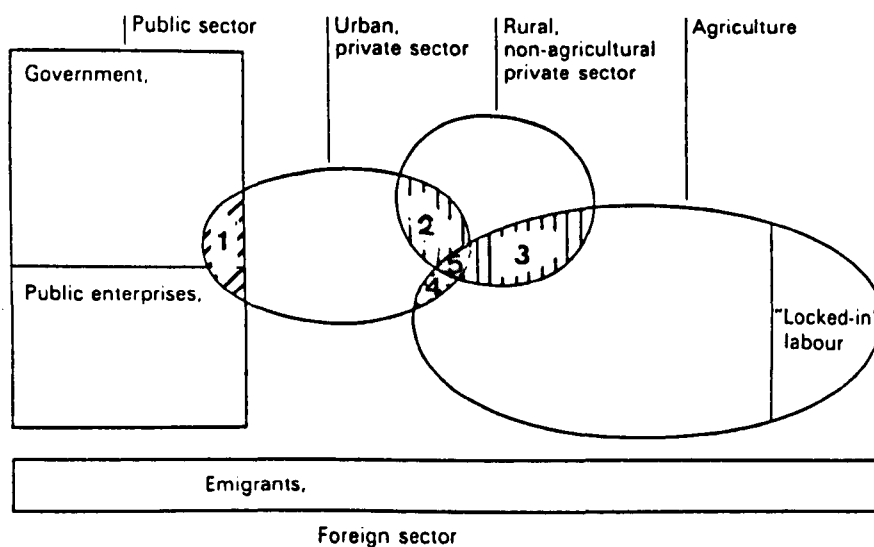 Public sector
Urban,
private sector
Rural,
non-agricultural
private sector
Agriculture
Government,
1
2
3
5
4
Public enterprises,
"Locked-in"
labour
Emigrants,
Foreign sector